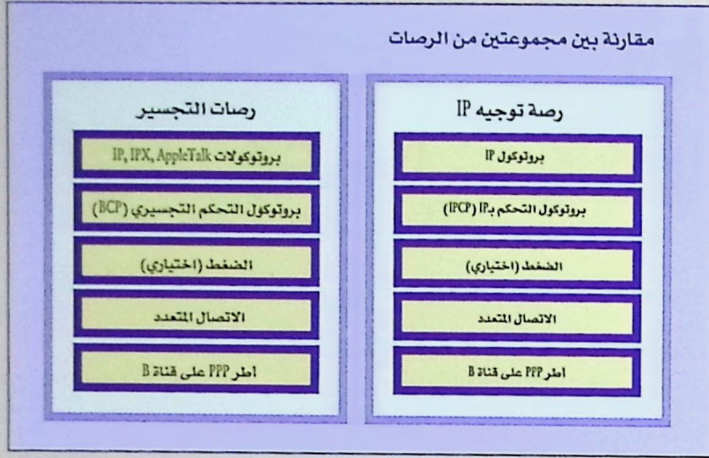 مقارنة بين مجموعتين من الرصات
رصة توجيه IP
بروتوكول IP
بروتوكول التحكم بـIP (IPCP)
الضغط (اختياري)
الاتصال المتعدد
اطر PPP على قناة B
رصات التجسير
بروتوكولات IP, IPX, AppleTalk
بروتوكول التحكم التجسيري (BCP)
الضغط (اختياري)
الاتصال المتعدد
اطر PPP على قناة B